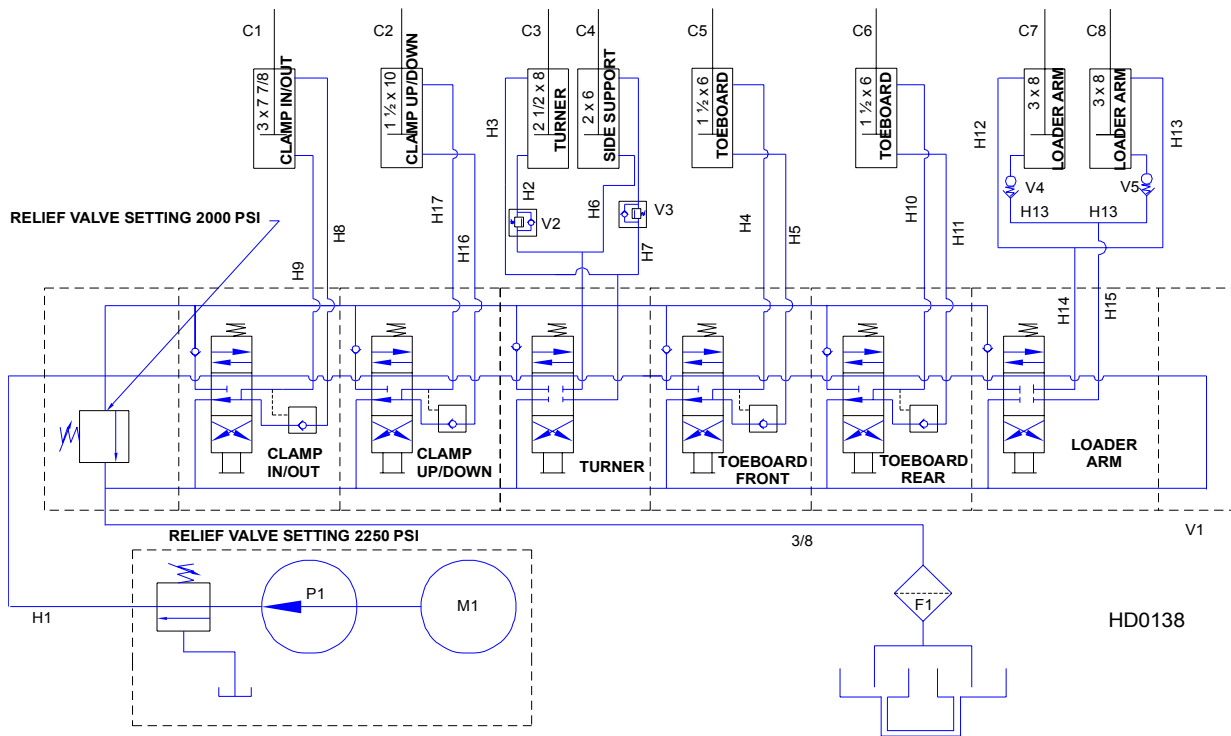 C1
C2
C3
C4
C5
C6
C7
C8
3 x 7 7/8
CLAMP IN/OUT
1 ½ x 10
CLAMP UP/DOWN
H3
2 1/2 x 8
TURNER
2 x 6
SIDE SUPPORT
1 ½ x 6
TOEBOARD
1 ½ x 6
TOEBOARD
H12
3 x 8
LOADER ARM
3 x 8
LOADER ARM
H13
RELIEF VALVE SETTING 2000 PSI
H9
H8
H17
H16
H2
V2
H6
V3
H7
H4
H5
H10
H11
V4
V5
H13
H13
H14
H15
CLAMP
IN/OUT
CLAMP
UP/DOWN
TURNER
TOEBOARD
FRONT
TOEBOARD
REAR
LOADER
ARM
V1
RELIEF VALVE SETTING 2250 PSI
3/8
H1
P1
M1
F1
HD0138